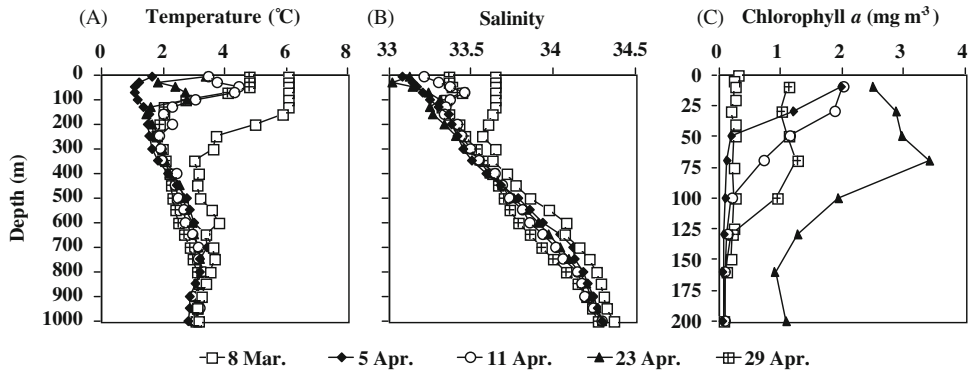 (A) Temperature (°C)
0 2 4 6 8
(B) Salinity
33 33.5 34 34.5
(C) Chlorophyll a (mg m³)
0 1 2 3 4
Depth (m)
0
100
200
300
400
500
600
700
800
900
1000
0
25
50
75
100
125
150
175
200
8 Mar. 5 Apr. 11 Apr. 23 Apr. 29 Apr.